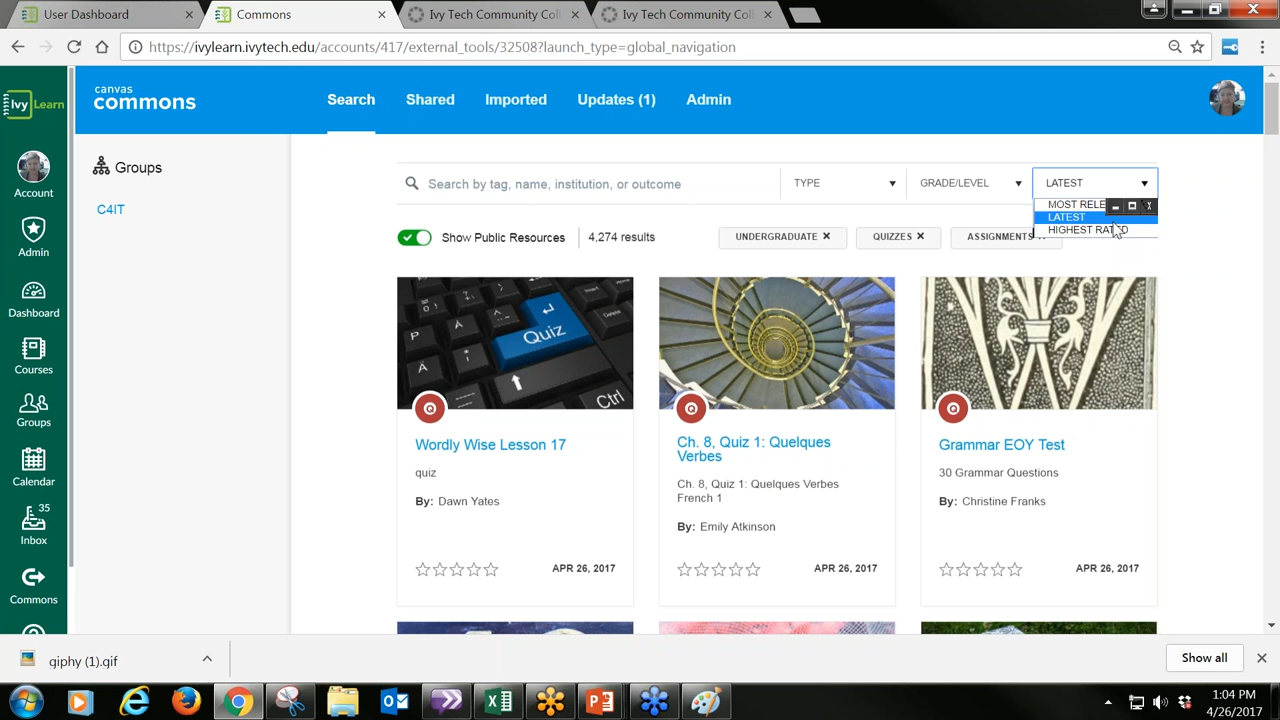 User Dashboard
Commons
Ivy Tech Community Coll
Ivy Tech Community Coll
https://ivylearn.ivytech.edu/accounts/417/external_tools/32508?launch_type=global_navigation
Ivy Learn
Account
Admin
Dashboard
Courses
Groups
Calendar
35
Inbox
Commons
canvas
commons
Search
Shared
Imported
Updates (1)
Admin
Groups
C4IT
Search by tag, name, institution, or outcome
TYPE
GRADE/LEVEL
LATEST
MOST RELE
LATEST
HIGHEST RATED
Show Public Resources
4,274 results
UNDERGRADUATE
QUIZZES
ASSIGNMENTS
Quiz
Ctrl
Wordly Wise Lesson 17
quiz
By: Dawn Yates
APR 26, 2017
Ch. 8, Quiz 1: Quelques
Verbes
Ch. 8, Quiz 1: Quelques Verbes
French 1
By: Emily Atkinson
APR 26, 2017
Grammar EOY Test
30 Grammar Questions
By: Christine Franks
APR 26, 2017
giphy (1).gif
Show all
1:04 PM
4/26/2017